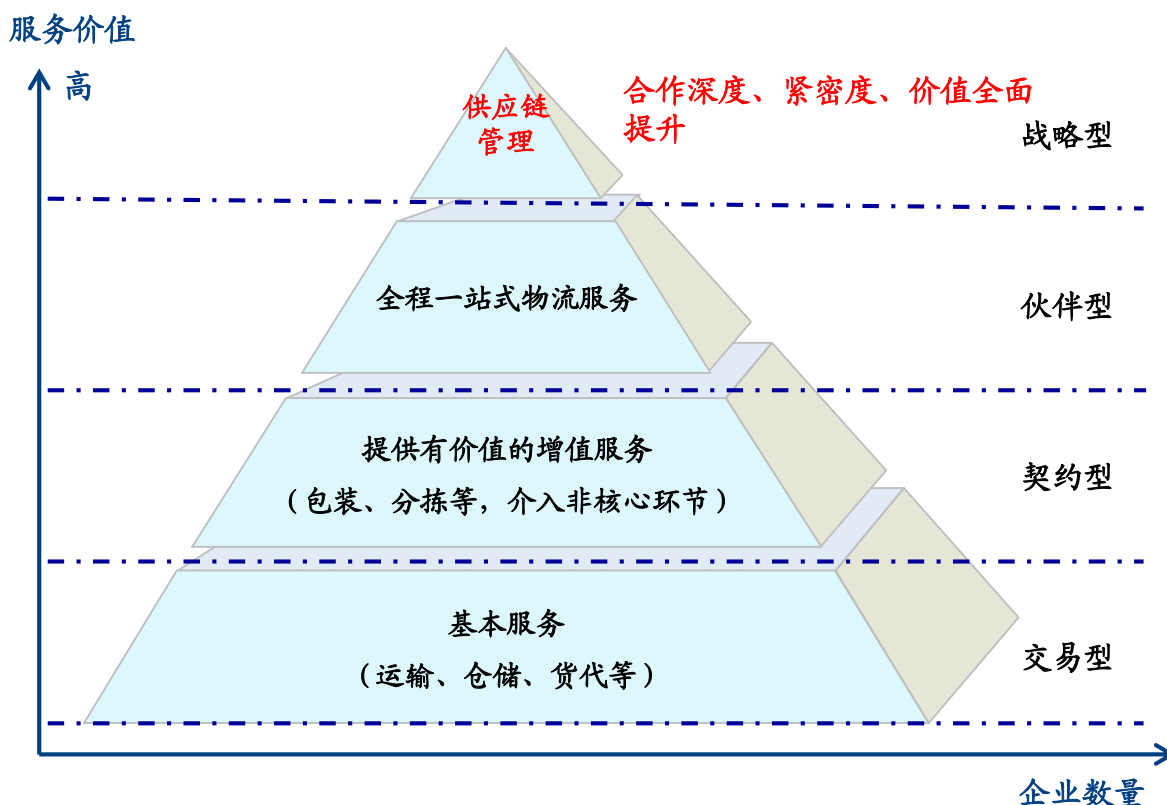 服务价值
高
供应链
管理
合作深度、紧密度、价值全面
提升
战略型
全程一站式物流服务
伙伴型
提供有价值的增值服务
（包装、分拣等，介入非核心环节）
契约型
基本服务
（运输、仓储、货代等）
交易型
企业数量